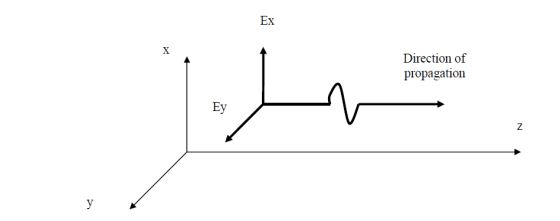 Ex
x
Direction of
propagation
Ey
z
y